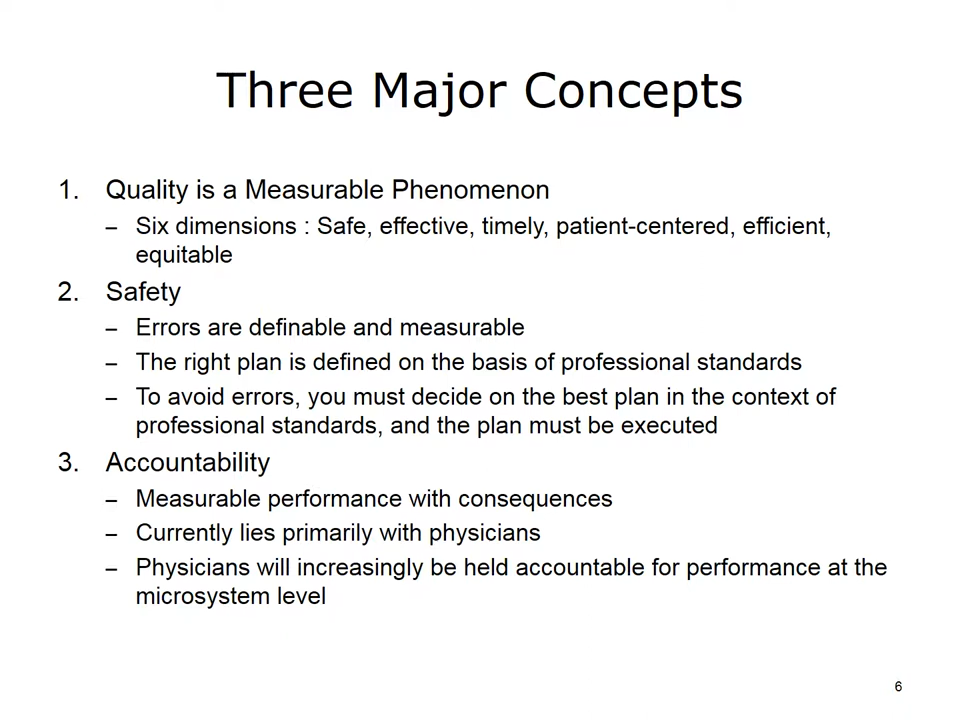 Three Major Concepts
1. Quality is a Measurable Phenomenon
– Six dimensions : Safe, effective, timely, patient-centered, efficient,
equitable
2. Safety
– Errors are definable and measurable
– The right plan is defined on the basis of professional standards
– To avoid errors, you must decide on the best plan in the context of
professional standards, and the plan must be executed
3. Accountability
– Measurable performance with consequences
– Currently lies primarily with physicians
– Physicians will increasingly be held accountable for performance at the
microsystem level
6